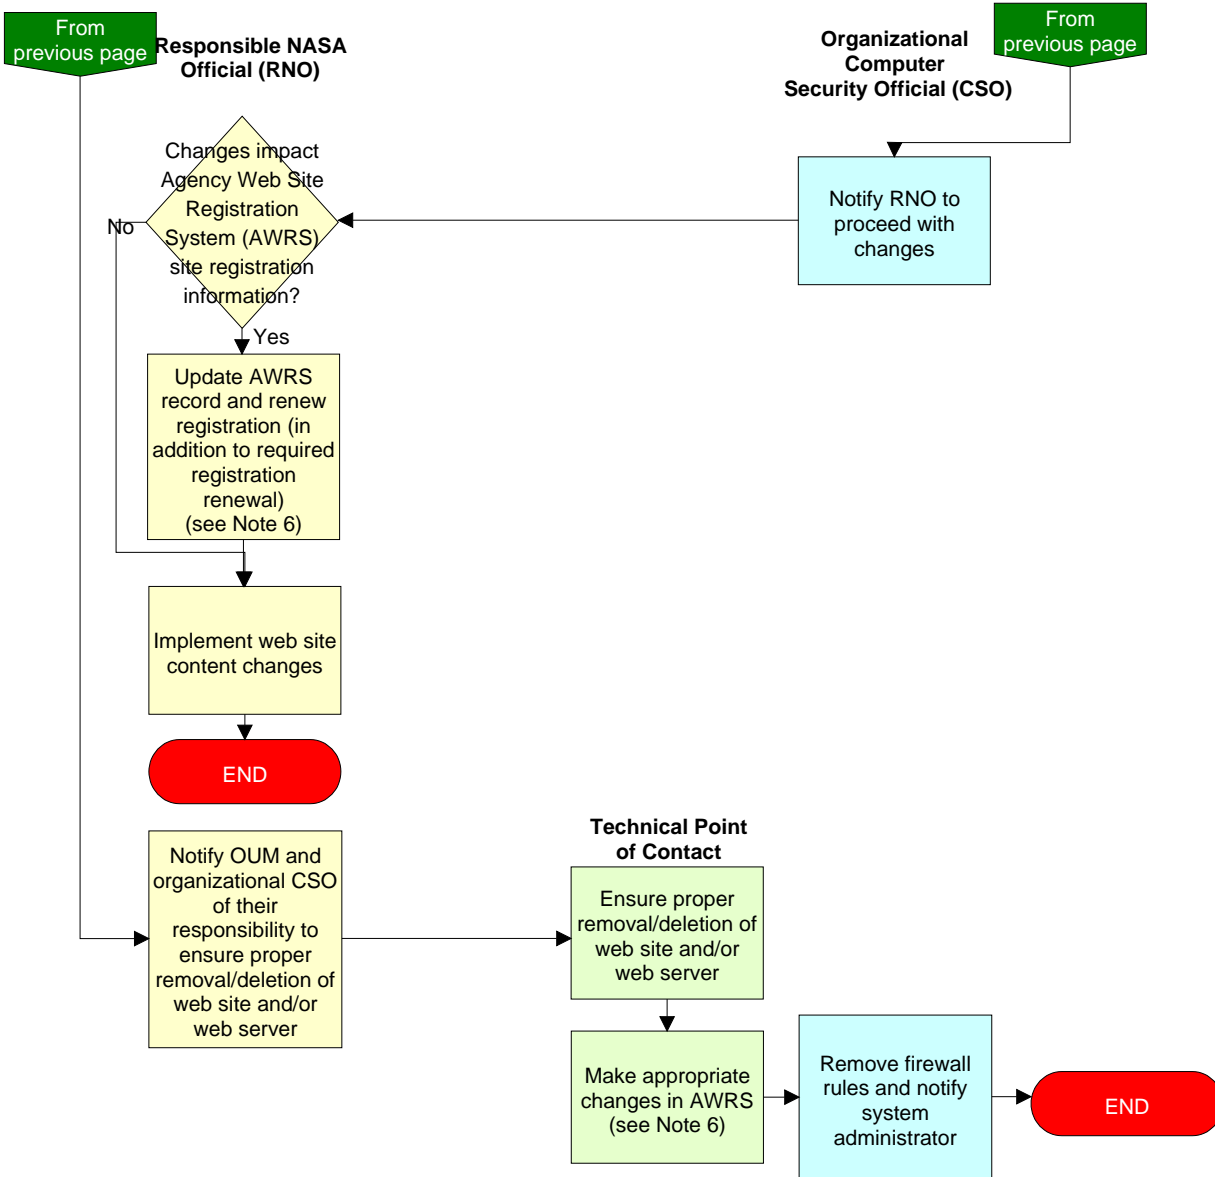 From
previous page
Responsible NASA
Official (RNO)
Organizational
Computer
Security Official (CSO)
From
previous page
Changes impact
Agency Web Site
Registration
System (AWRS)
site registration
information?
No
Yes
Notify RNO to
proceed with
changes
Update AWRS
record and renew
registration (in
addition to required
registration
renewal)
(see Note 6)
Implement web site
content changes
END
Notify OUM and
organizational CSO
of their
responsibility to
ensure proper
removal/deletion of
web site and/or
web server
Technical Point
of Contact
Ensure proper
removal/deletion of
web site and/or
web server
Make appropriate
changes in AWRS
(see Note 6)
Remove firewall
rules and notify
system
administrator
END